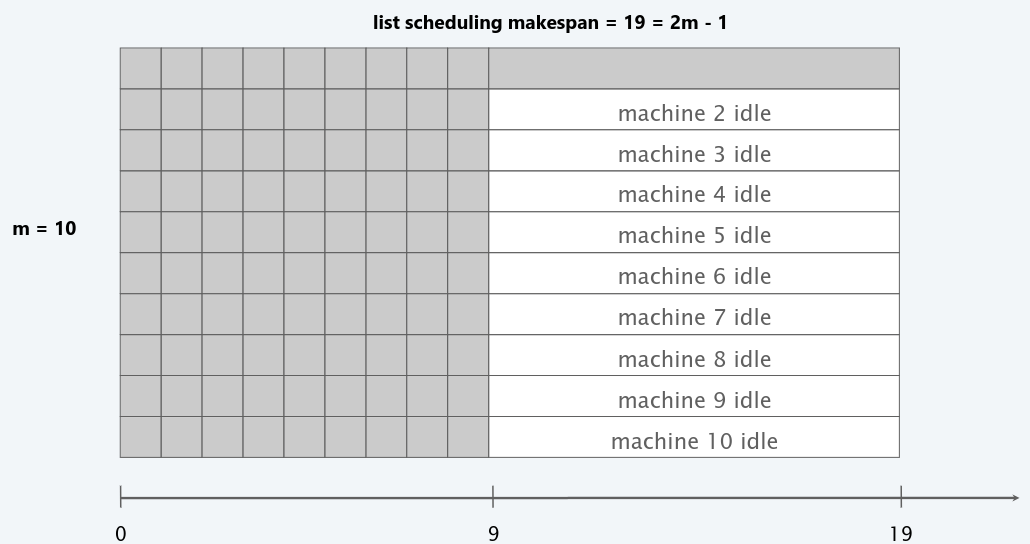 list scheduling makespan = 19 = 2m - 1
machine 2 idle
machine 3 idle
machine 4 idle
m = 10
machine 5 idle
machine 6 idle
machine 7 idle
machine 8 idle
machine 9 idle
machine 10 idle
0 9 19